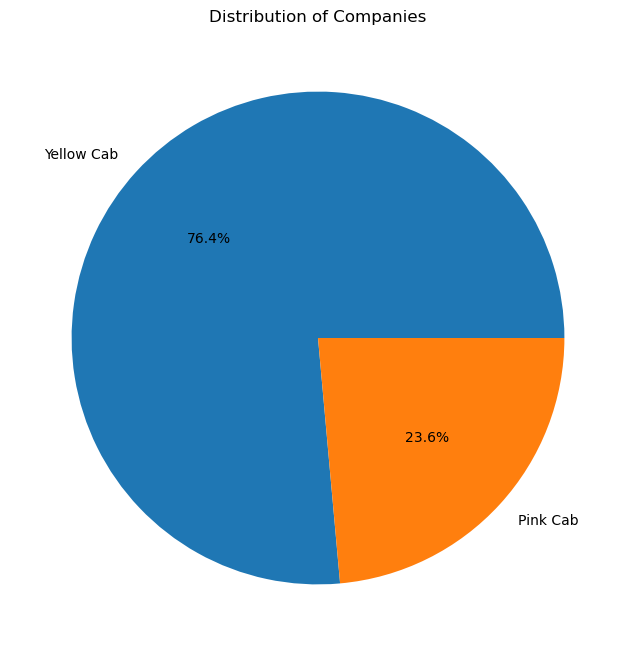 Distribution of Companies
Yellow Cab
76.4%
23.6%
Pink Cab